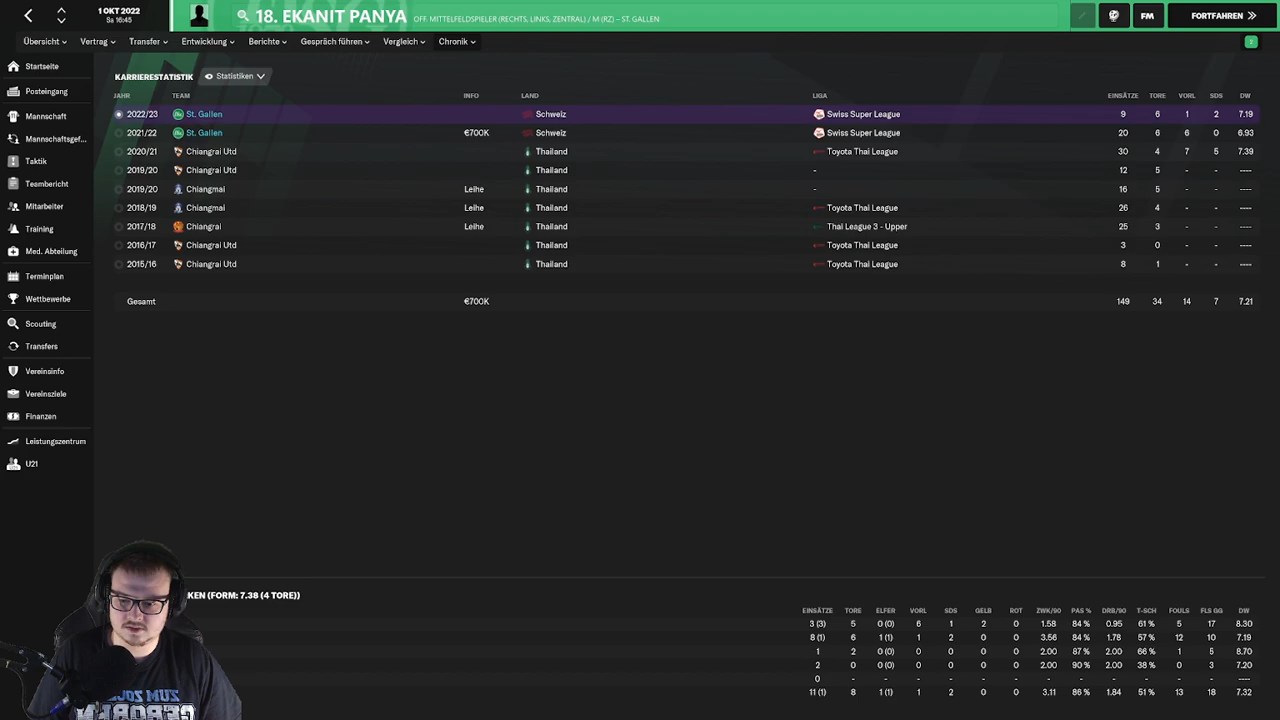 1 OKT 2022
Sa 16:45
18. EKANIT PANYA OFF. MITTELFELDSPIELER (RECHTS, LINKS, ZENTRAL) / M (RZ) – ST. GALLEN
FM
FORTFAHREN
Übersicht Vertrag Transfer Entwicklung Berichte Gespräch führen Vergleich Chronik
2
Startseite
Posteingang
Mannschaft
Mannschaftsgef...
Taktik
Teambericht
Mitarbeiter
Training
Med. Abteilung
Terminplan
Wettbewerbe
Scouting
Transfers
Vereinsinfo
Vereinsziele
Finanzen
Leistungszentrum
U21
KARRIERESTATISTIK Statistiken
JAHR TEAM INFO LAND LIGA EINSÄTZE TORE VORL SDS DW
2022/23 St. Gallen Schweiz Swiss Super League 9 6 1 2 7.19
2021/22 St. Gallen €700K Schweiz Swiss Super League 20 6 6 0 6.93
2020/21 Chiangrai Utd Thailand Toyota Thai League 30 4 7 5 7.39
2019/20 Chiangrai Utd Thailand - 12 5 - - ----
2019/20 Chiangmai Leihe Thailand - 16 5 - - ----
2018/19 Chiangmai Leihe Thailand Toyota Thai League 26 4 - - ----
2017/18 Chiangrai Leihe Thailand Thai League 3 - Upper 25 3 - - ----
2016/17 Chiangrai Utd Thailand Toyota Thai League 3 0 - - ----
2015/16 Chiangrai Utd Thailand Toyota Thai League 8 1 - - ----
Gesamt €700K 149 34 14 7 7.21
KEN (FORM: 7.38 (4 TORE))
EINSÄTZE TORE ELFER VORL SDS GELB ROT ZWK/90 PAS % DRB/90 T-SCH FOULS FLS GG DW
3 (3) 5 0 (0) 6 1 2 0 1.58 84 % 0.95 61 % 5 17 8.30
8 (1) 6 1 (1) 1 2 0 0 3.56 84 % 1.78 57 % 12 10 7.19
1 2 0 (0) 0 0 0 0 2.00 87 % 2.00 66 % 1 5 8.70
2 0 0 (0) 0 0 0 0 2.00 90 % 2.00 38 % 0 3 7.20
0 - - - - - - - - - - - - ----
11 (1) 8 1 (1) 1 2 0 0 3.11 86 % 1.84 51 % 13 18 7.32